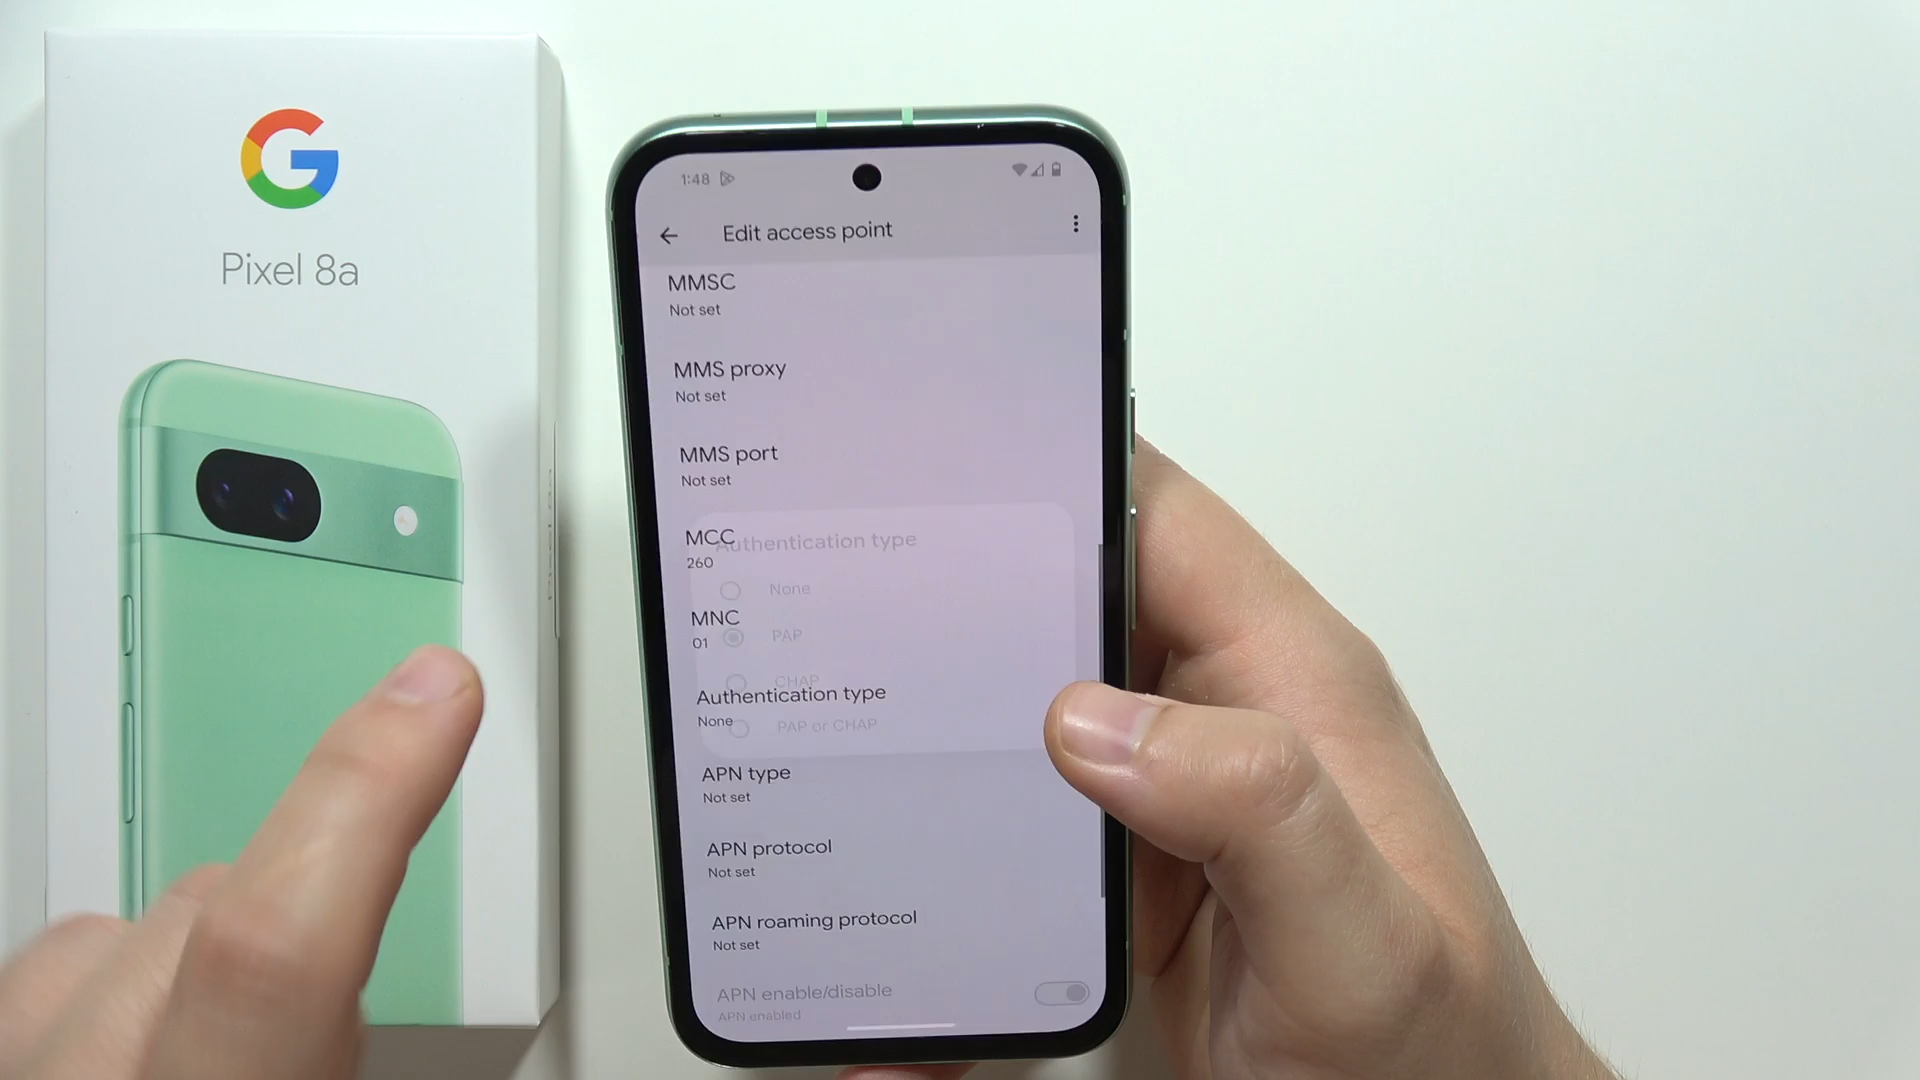 Pixel 8a
1:48
Edit access point
MMSC
Not set
MMS proxy
Not set
MMS port
Not set
MCC
260
Authentication type
None
MNC
01
PAP
CHAP
Authentication type
None
PAP or CHAP
APN type
Not set
APN protocol
Not set
APN roaming protocol
Not set
APN enable/disable
APN enabled